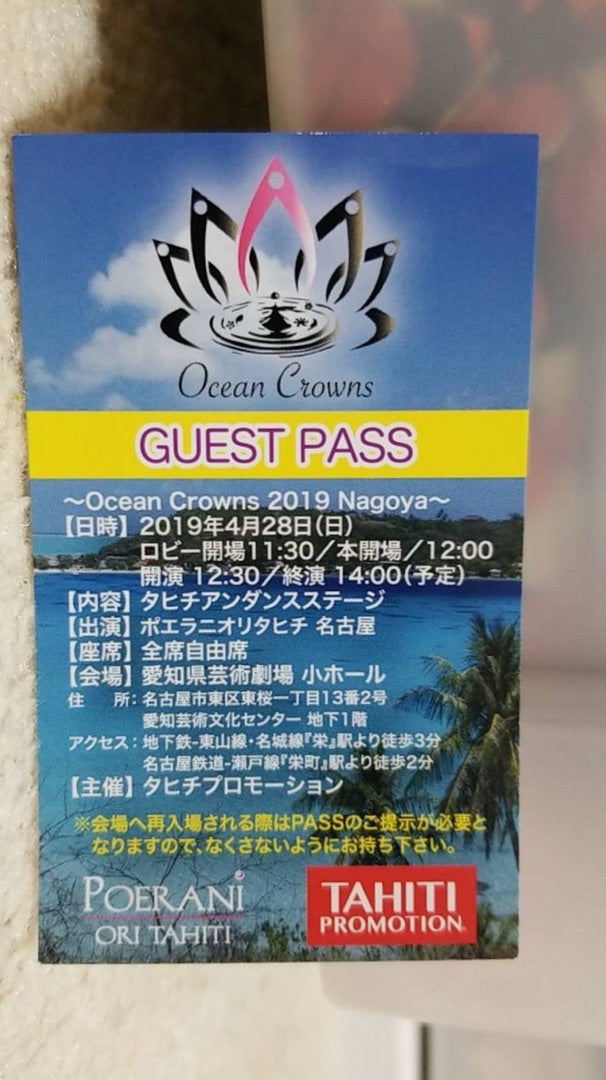 Ocean Crowns
GUEST PASS
～Ocean Crowns 2019 Nagoya～
【日時】2019年4月28日(日)
ロビー開場11:30／本開場／12:00
開演 12:30／終演 14:00(予定)
【内容】タヒチアンダンスステージ
【出演】ポエラニオリタヒチ 名古屋
【座席】全席自由席
【会場】愛知県芸術劇場 小ホール
住　所：名古屋市東区東桜一丁目13番2号
愛知芸術文化センター 地下1階
アクセス：地下鉄-東山線・名城線『栄』駅より徒歩3分
名古屋鉄道-瀬戸線『栄町』駅より徒歩2分
【主催】タヒチプロモーション
※会場へ再入場される際はPASSのご提示が必要と
なりますので、なくさないようにお持ち下さい。
POERANI
ORI TAHITI
TAHITI
PROMOTION